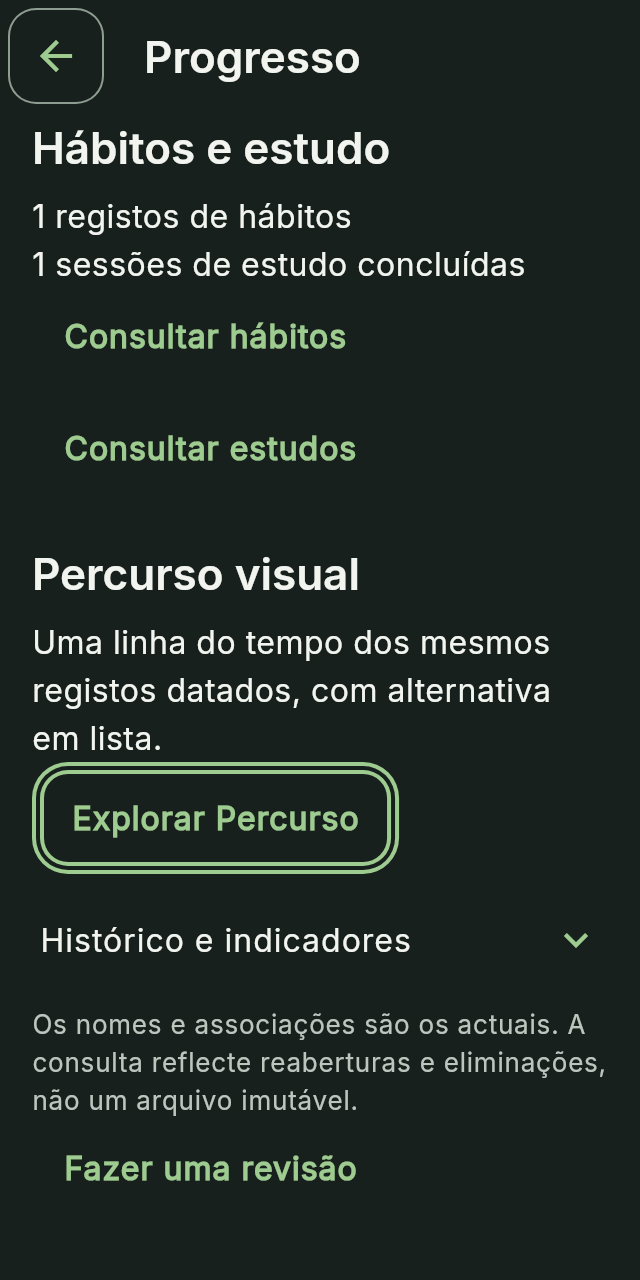 Progresso
Hábitos e estudo
1 registos de hábitos
1 sessões de estudo concluídas
Consultar hábitos
Consultar estudos
Percurso visual
Uma linha do tempo dos mesmos
registos datados, com alternativa
em lista.
Explorar Percurso
Histórico e indicadores
Os nomes e associações são os actuais. A
consulta reflecte reaberturas e eliminações,
não um arquivo imutável.
Fazer uma revisão